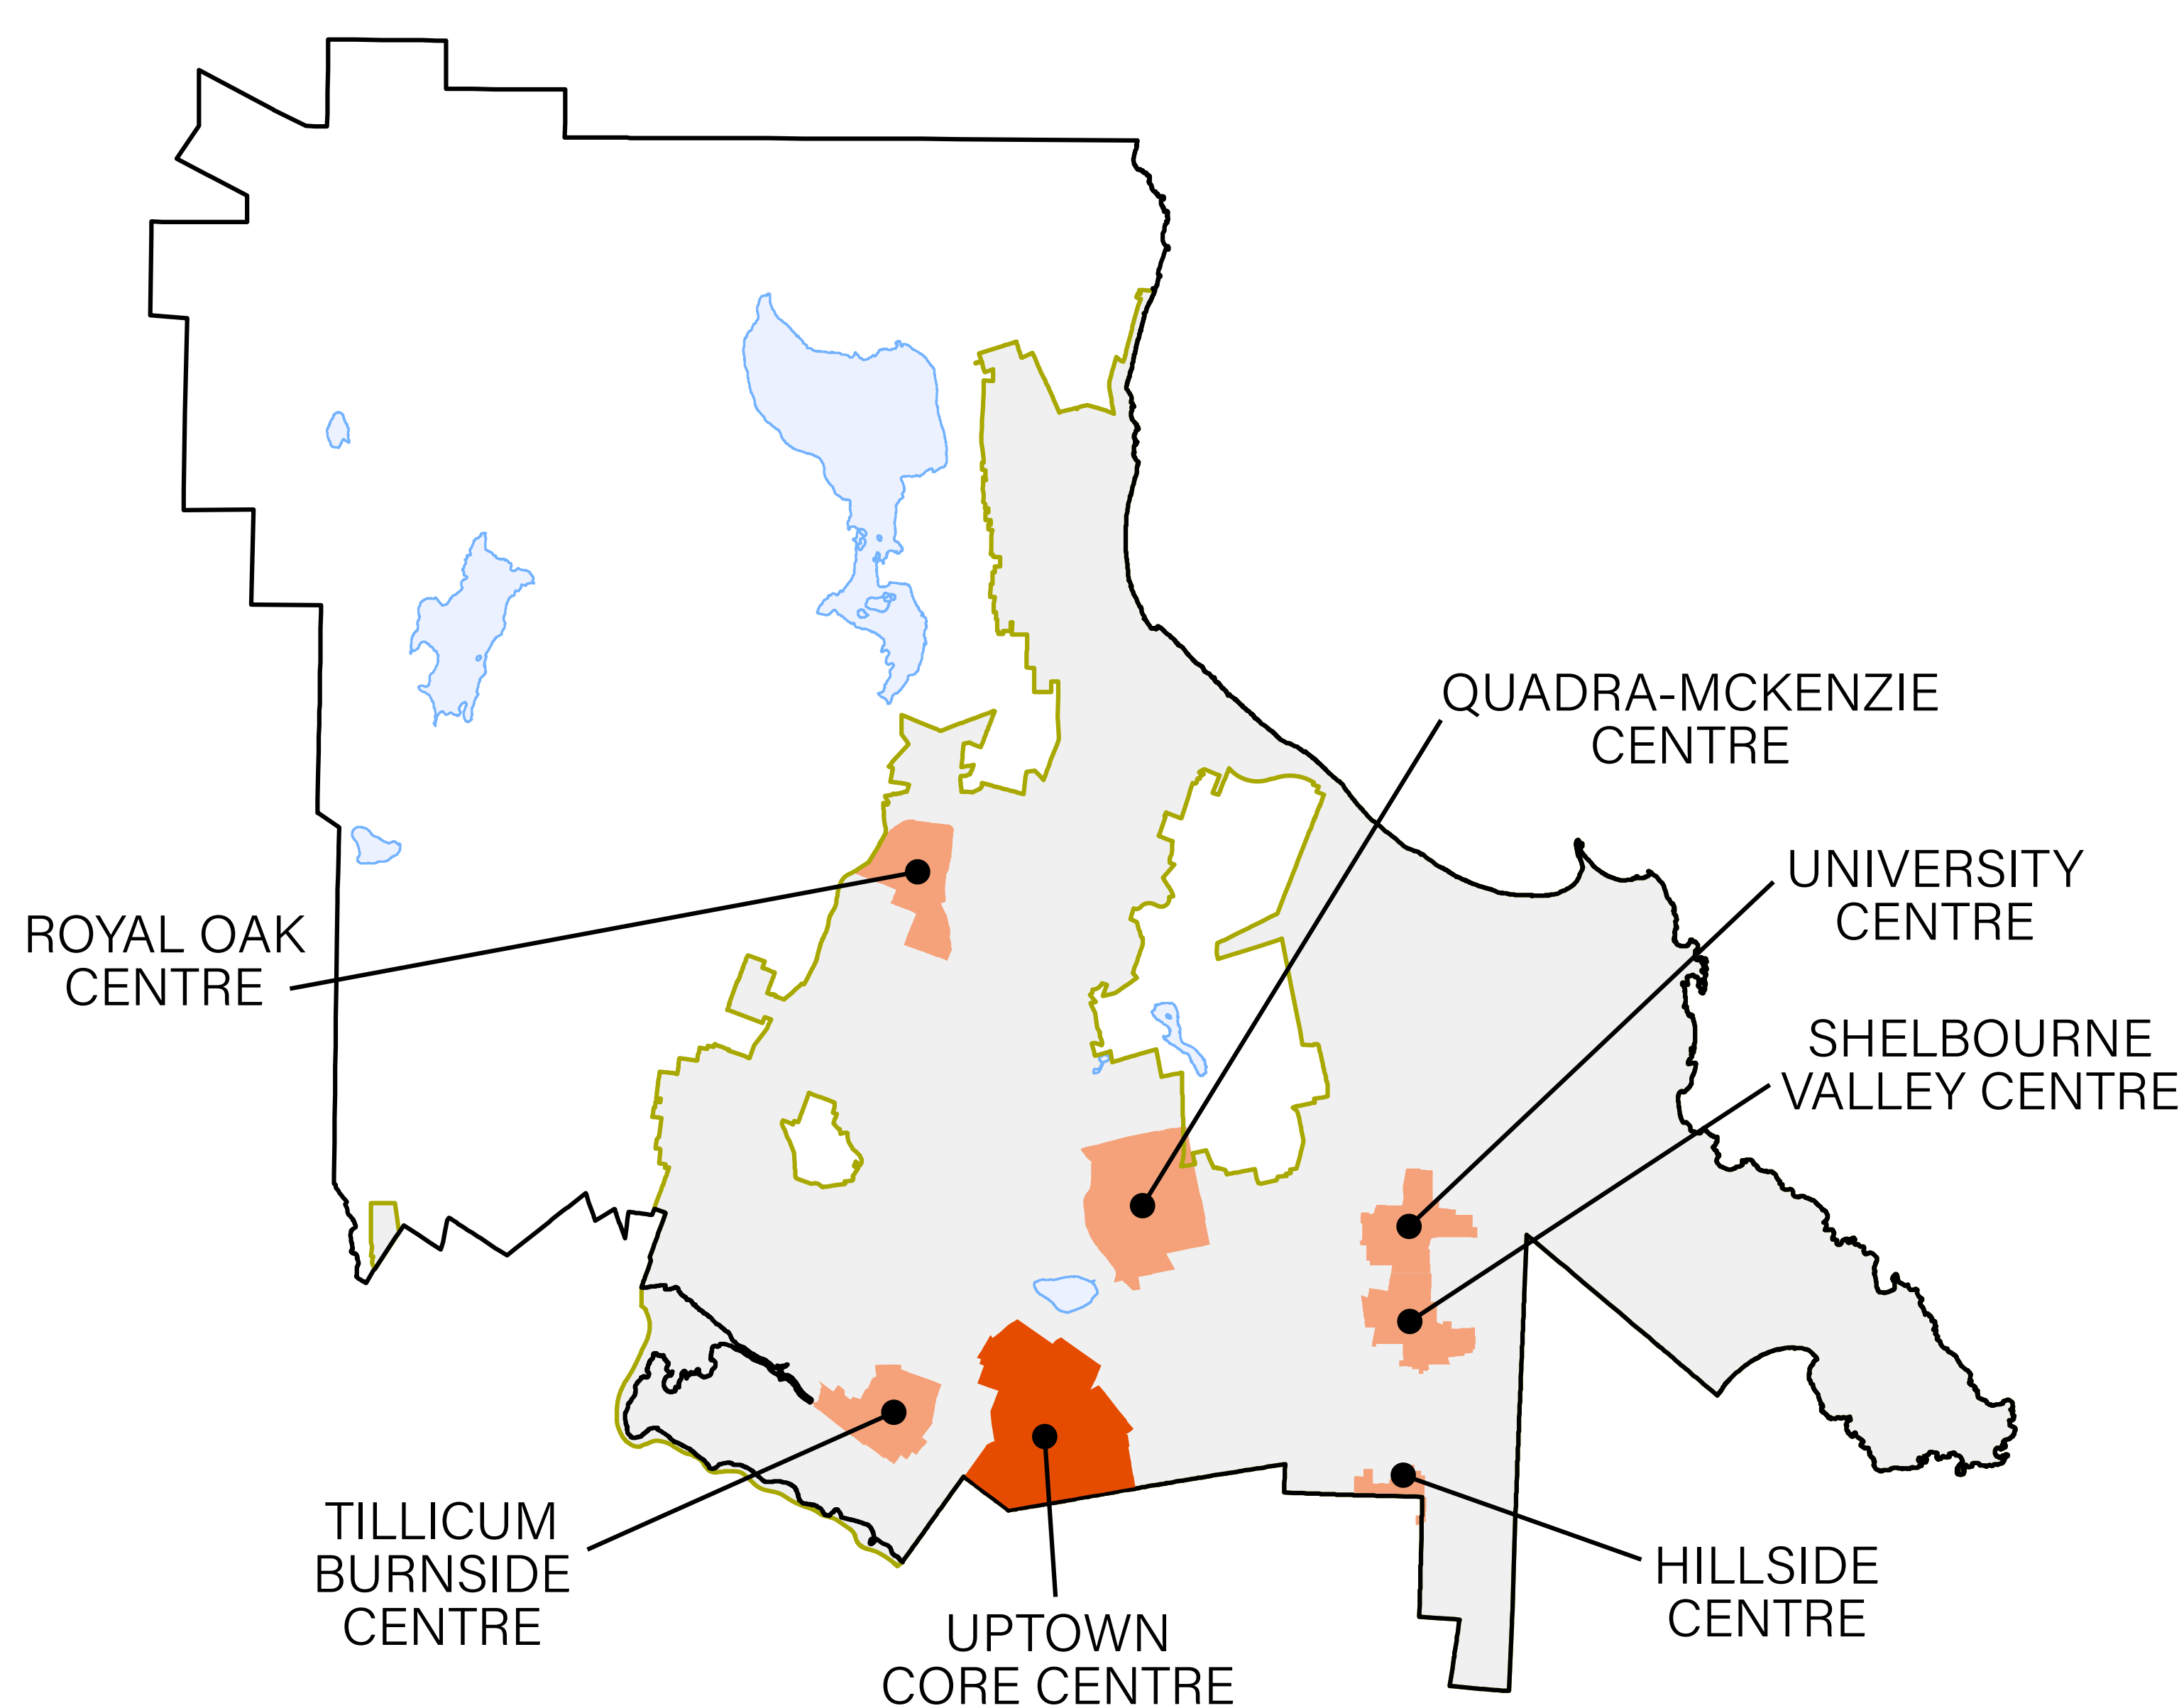 QUADRA-MCKENZIE
CENTRE
UNIVERSITY
CENTRE
ROYAL OAK
CENTRE
SHELBOURNE
VALLEY CENTRE
TILLICUM
BURNSIDE
CENTRE
HILLSIDE
CENTRE
UPTOWN
CORE CENTRE